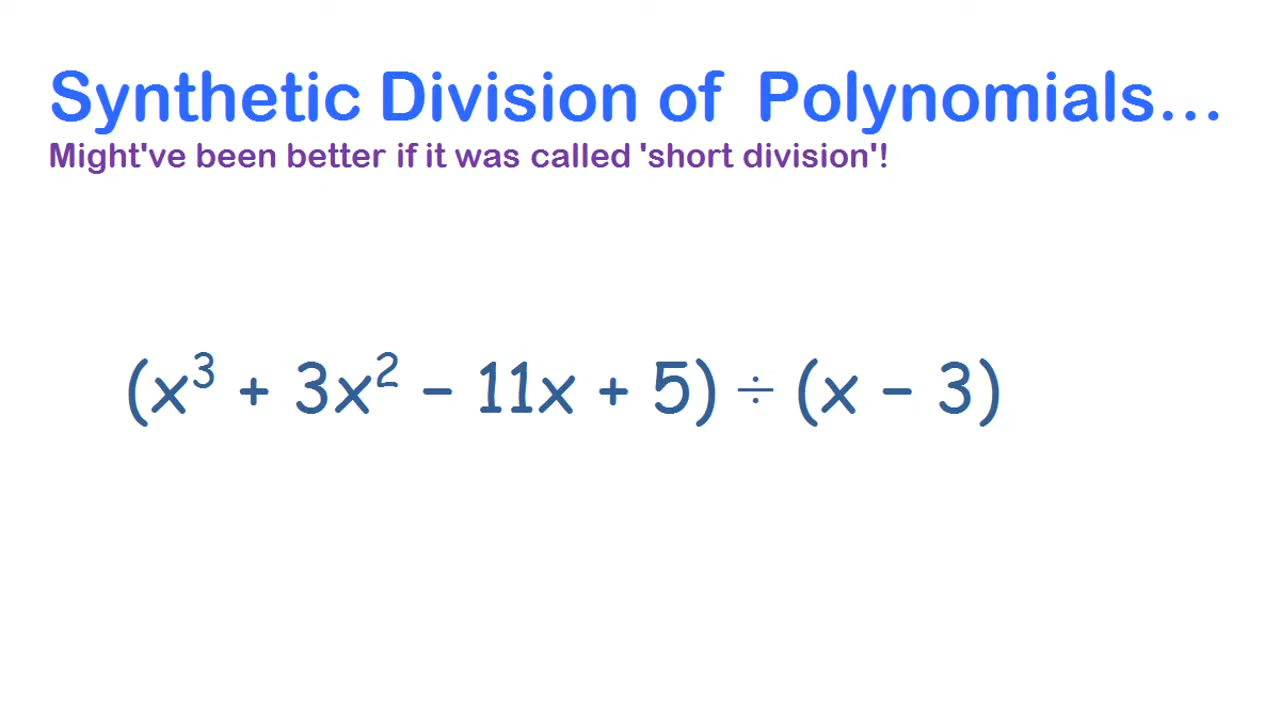 Synthetic Division of Polynomials...
Might've been better if it was called 'short division'!
(x³ + 3x² – 11x + 5) ÷ (x – 3)